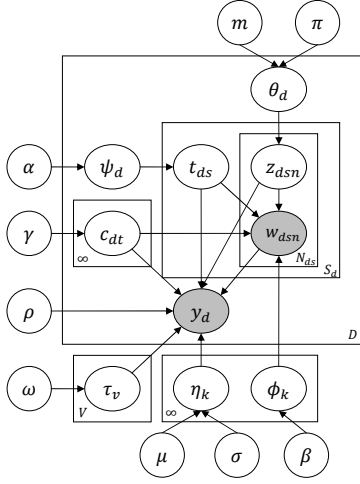 m π
θ_d
α ψ_d t_ds z_dsn
γ c_dt w_dsn
∞ N_ds
S_d
ρ y_d
D
ω τ_v η_k ϕ_k
V ∞
μ σ β